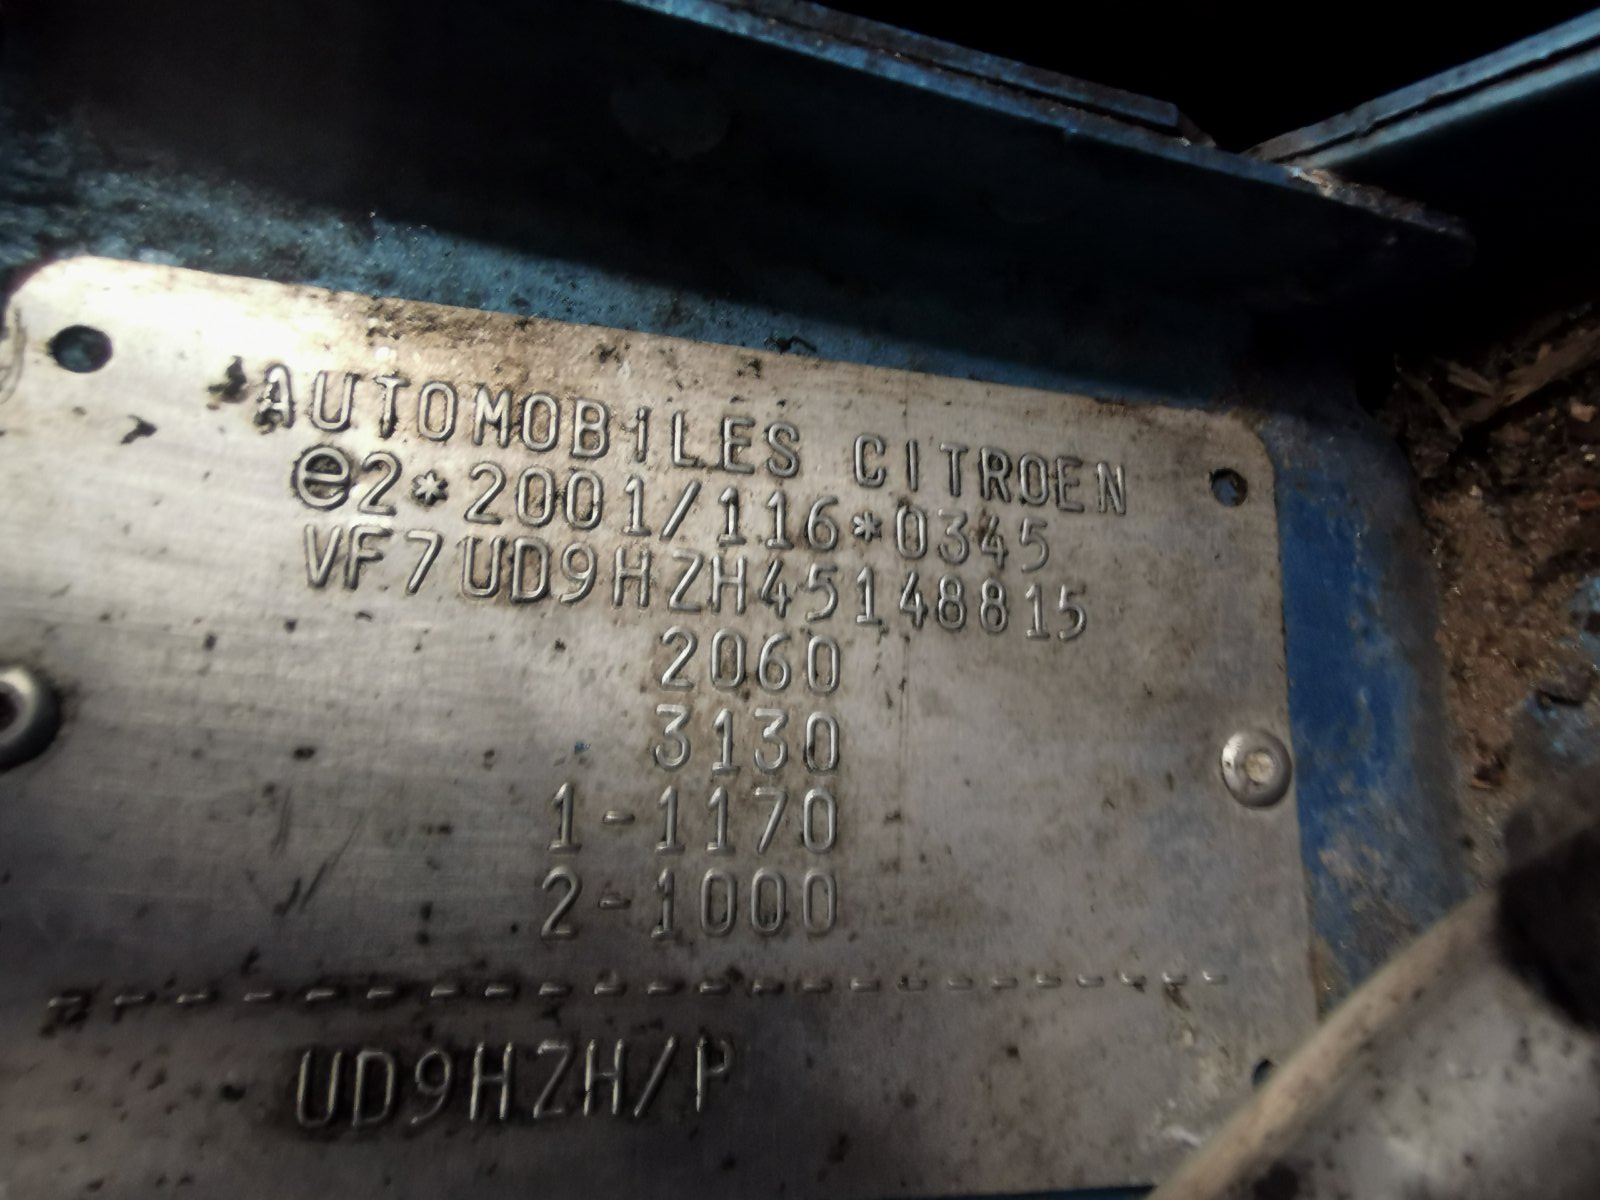 AUTOMOBILES CITROEN
e2*2001/116*0345
VF7UD9HZH45148815
2060
3130
1-1170
2-1000
UD9HZH/P